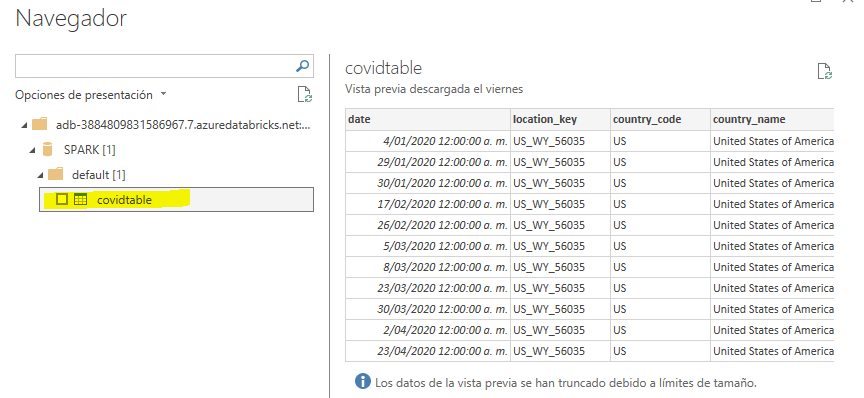 Navegador
Opciones de presentación
adb-3884809831586967.7.azuredatabricks.net:...
SPARK [1]
default [1]
covidtable
covidtable
Vista previa descargada el viernes
date location_key country_code country_name
4/01/2020 12:00:00 a. m. US_WY_56035 US United States of America
29/01/2020 12:00:00 a. m. US_WY_56035 US United States of America
30/01/2020 12:00:00 a. m. US_WY_56035 US United States of America
17/02/2020 12:00:00 a. m. US_WY_56035 US United States of America
26/02/2020 12:00:00 a. m. US_WY_56035 US United States of America
5/03/2020 12:00:00 a. m. US_WY_56035 US United States of America
8/03/2020 12:00:00 a. m. US_WY_56035 US United States of America
23/03/2020 12:00:00 a. m. US_WY_56035 US United States of America
30/03/2020 12:00:00 a. m. US_WY_56035 US United States of America
2/04/2020 12:00:00 a. m. US_WY_56035 US United States of America
23/04/2020 12:00:00 a. m. US_WY_56035 US United States of America
Los datos de la vista previa se han truncado debido a límites de tamaño.